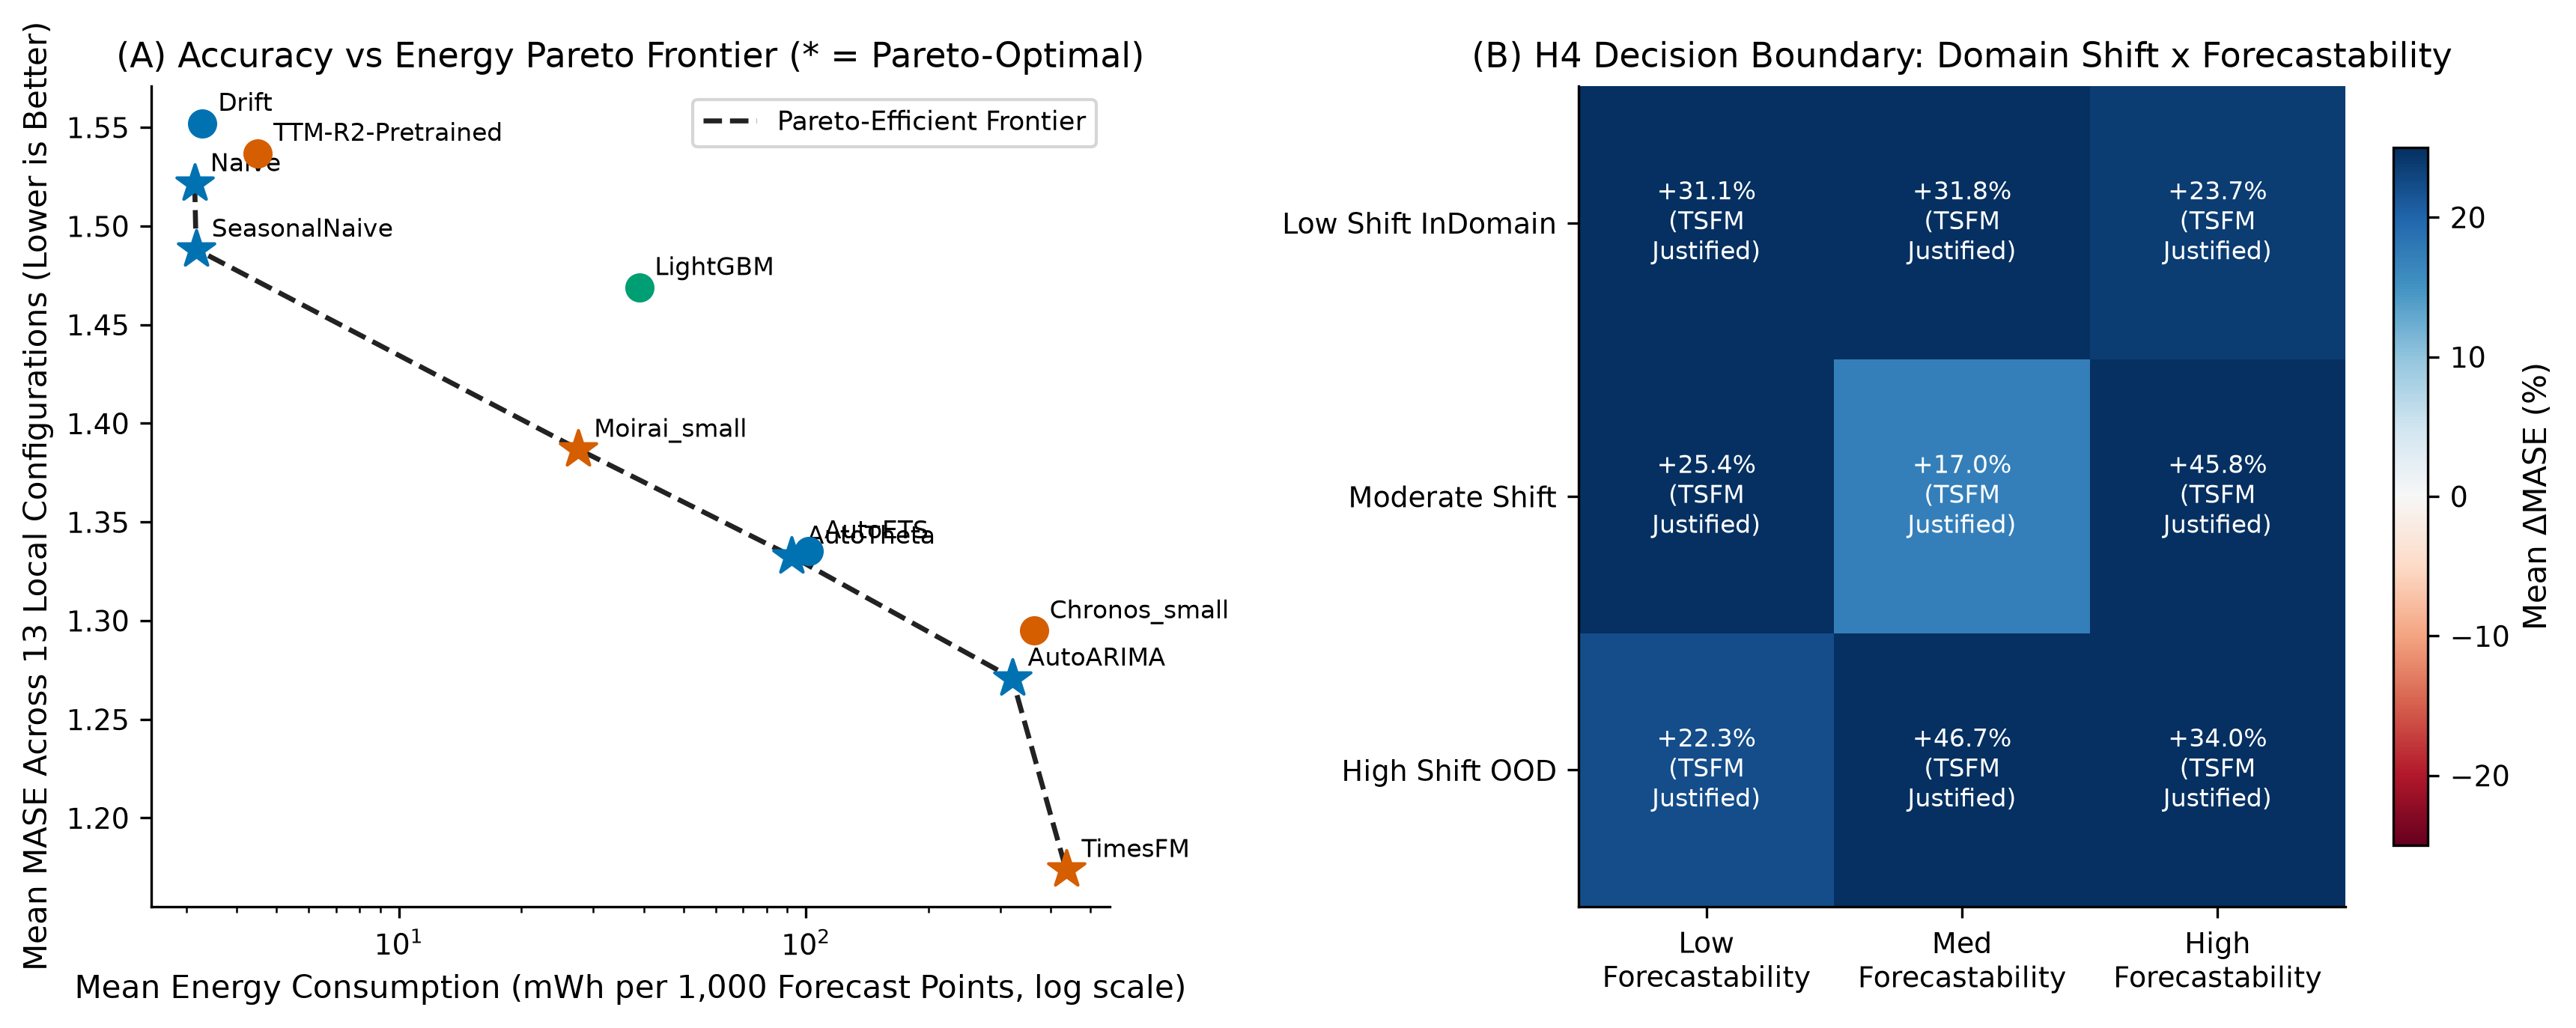 (A) Accuracy vs Energy Pareto Frontier (* = Pareto-Optimal)
Mean MASE Across 13 Local Configurations (Lower is Better)
1.55
1.50
1.45
1.40
1.35
1.30
1.25
1.20
Pareto-Efficient Frontier
Drift
TTM-R2-Pretrained
Naive
SeasonalNaive
LightGBM
Moirai_small
AutoETS
AutoTheta
Chronos_small
AutoARIMA
TimesFM
10¹
10²
Mean Energy Consumption (mWh per 1,000 Forecast Points, log scale)
(B) H4 Decision Boundary: Domain Shift x Forecastability
Low Shift InDomain
+31.1%
(TSFM
Justified)
+31.8%
(TSFM
Justified)
+23.7%
(TSFM
Justified)
Moderate Shift
+25.4%
(TSFM
Justified)
+17.0%
(TSFM
Justified)
+45.8%
(TSFM
Justified)
High Shift OOD
+22.3%
(TSFM
Justified)
+46.7%
(TSFM
Justified)
+34.0%
(TSFM
Justified)
Low
Forecastability
Med
Forecastability
High
Forecastability
20
10
0
−10
−20
Mean ΔMASE (%)